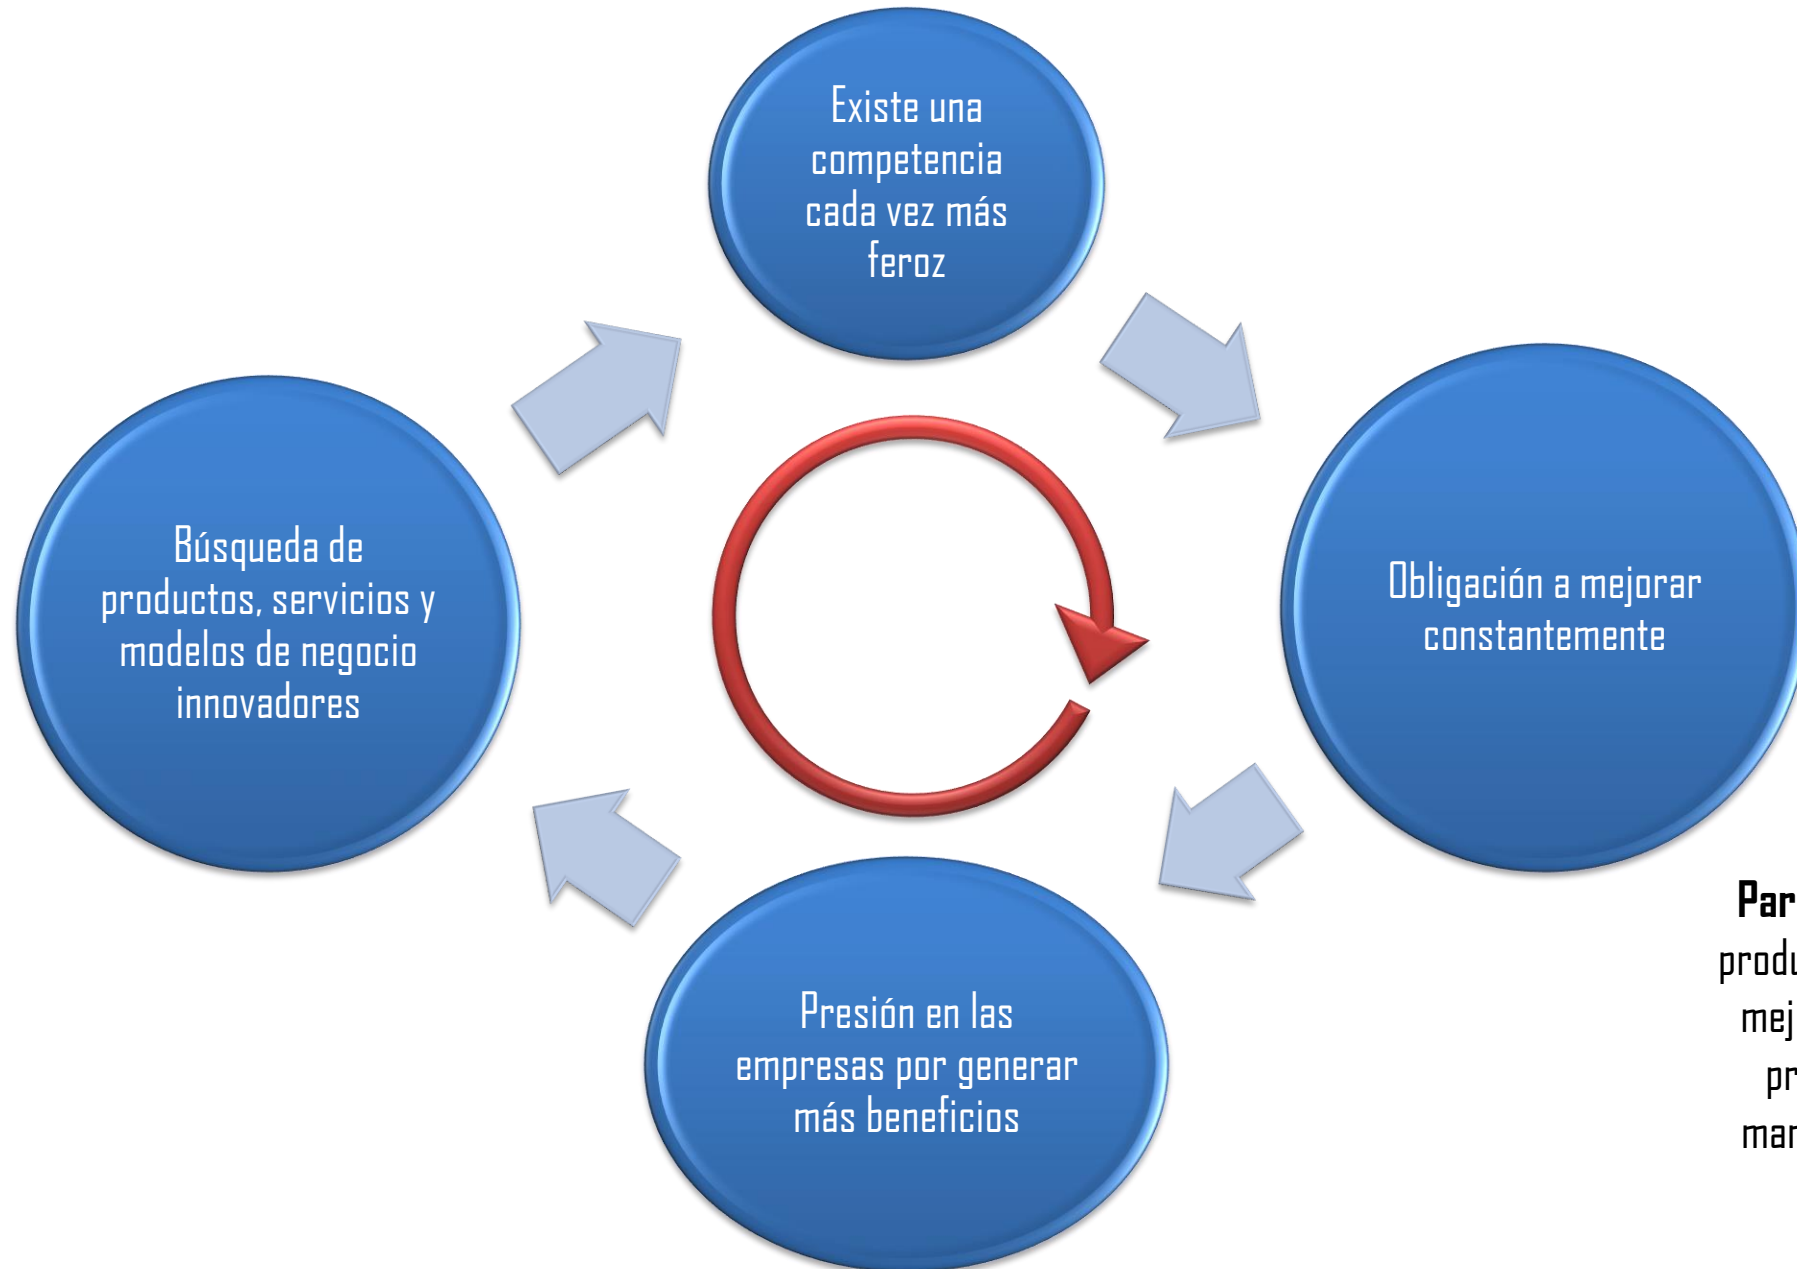 Existe una
competencia
cada vez más
feroz
Obligación a mejorar
constantemente
Presión en las
empresas por generar
más beneficios
Búsqueda de
productos, servicios y
modelos de negocio
innovadores